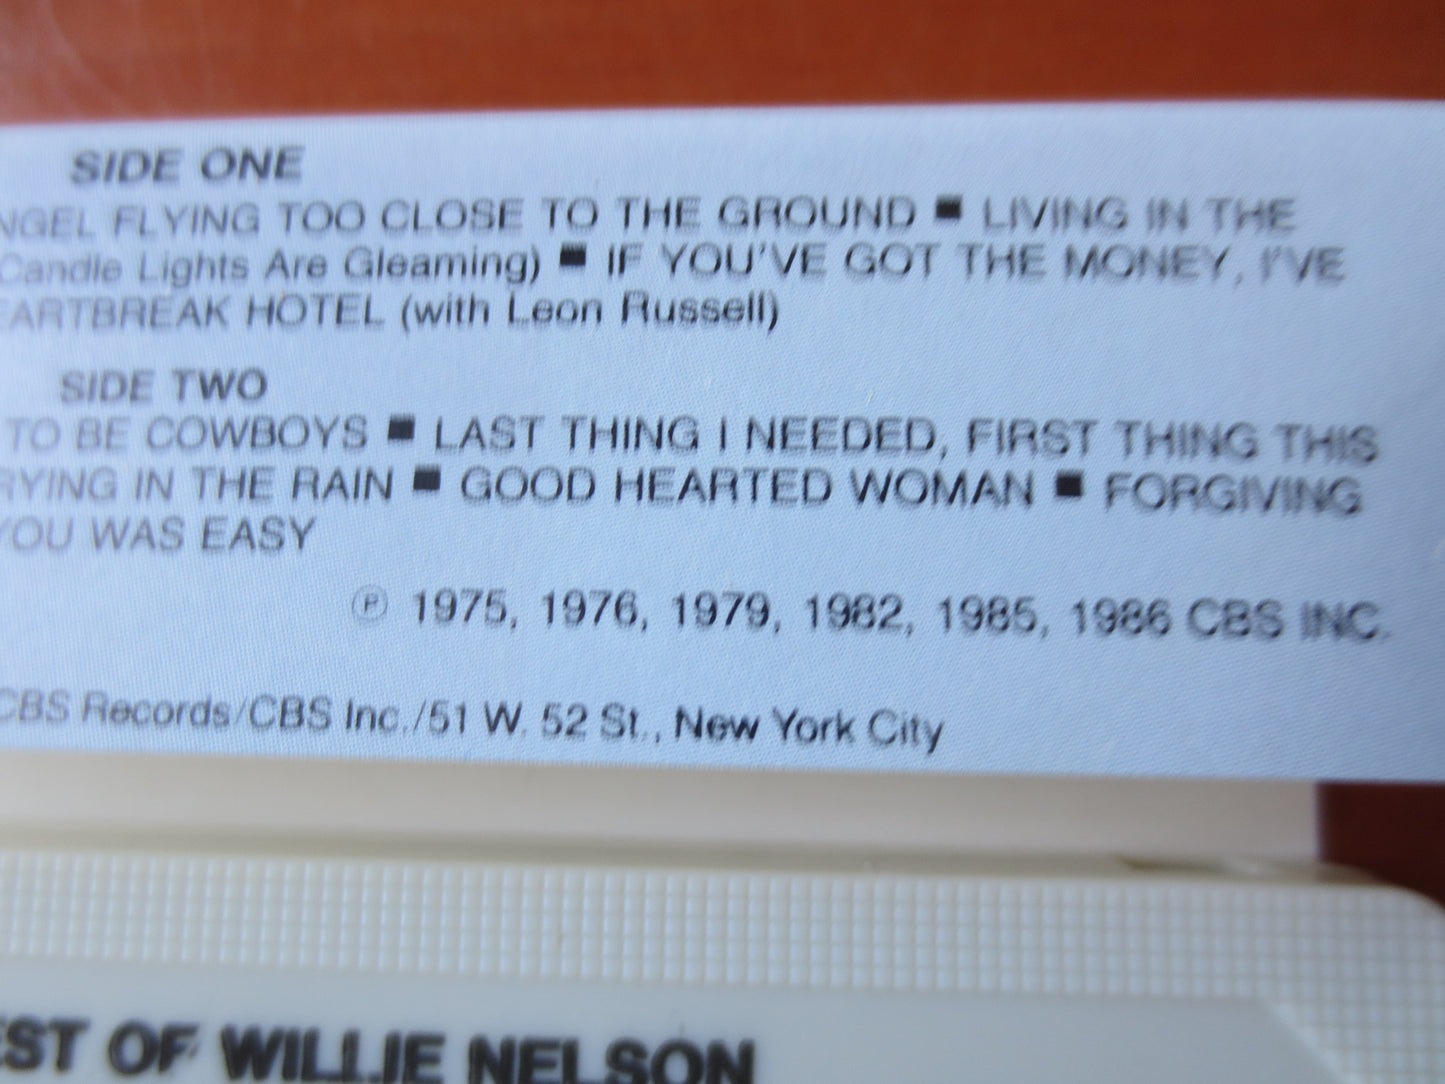 SIDE ONE
NGEL FLYING TOO CLOSE TO THE GROUND ■ LIVING IN THE
Candle Lights Are Gleaming) ■ IF YOU'VE GOT THE MONEY, I'VE
EARTBREAK HOTEL (with Leon Russell)
SIDE TWO
TO BE COWBOYS ■ LAST THING I NEEDED, FIRST THING THIS
RYING IN THE RAIN ■ GOOD HEARTED WOMAN ■ FORGIVING
YOU WAS EASY
℗ 1975, 1976, 1979, 1982, 1985, 1986 CBS INC.
CBS Records/CBS Inc./51 W. 52 St., New York City
EST OF WILLIE NELSON